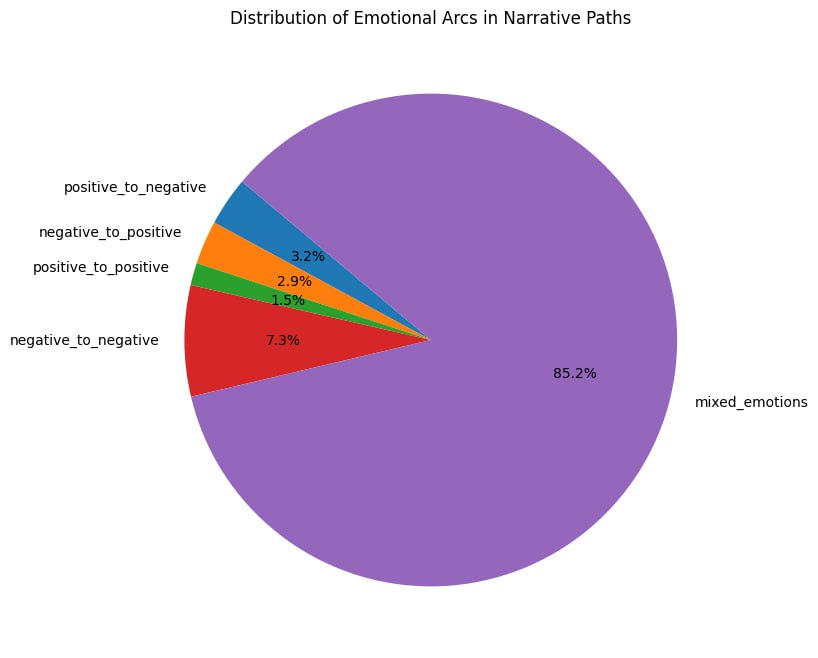 Distribution of Emotional Arcs in Narrative Paths
positive_to_negative
3.2%
negative_to_positive
2.9%
positive_to_positive
1.5%
negative_to_negative
7.3%
85.2%
mixed_emotions